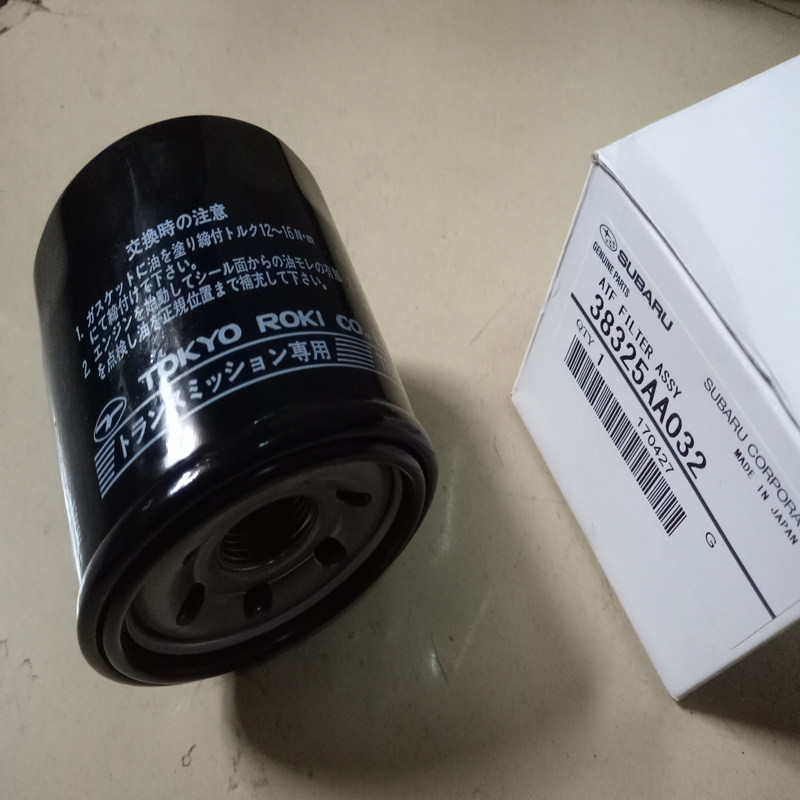 交換時の注意
1. ガスケットに油を塗り締付トルク12〜16N·m
にて締付けて下さい。
2. エンジンを始動してシール面からの油モレの有無
を点検し油を正規位置まで補充して下さい。
TOKYO ROKI CO.
トランスミッション専用
SUBARU
GENUINE PARTS
ATF FILTER ASSY
38325AA032
QTY 1
170427
G
SUBARU CORPORA
MADE IN JAPAN